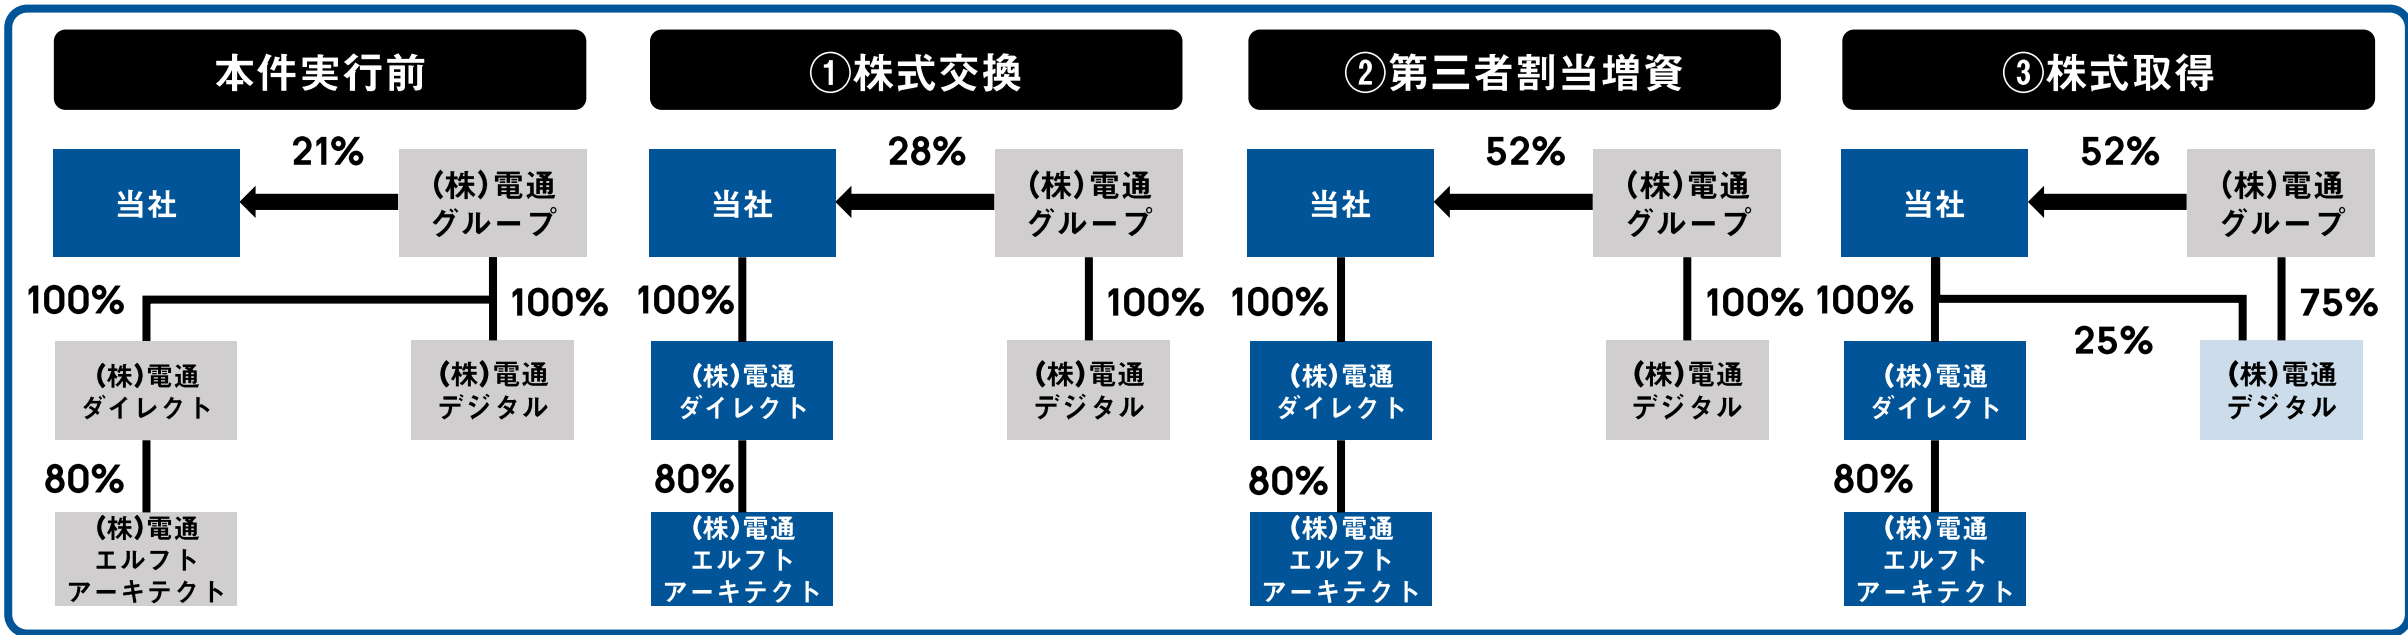 本件実行前
21%
当社
(株)電通
グループ
100%
100%
(株)電通
ダイレクト
(株)電通
デジタル
80%
(株)電通
エルフト
アーキテクト
①株式交換
28%
当社
(株)電通
グループ
100%
100%
(株)電通
ダイレクト
(株)電通
デジタル
80%
(株)電通
エルフト
アーキテクト
②第三者割当増資
52%
当社
(株)電通
グループ
100%
100%
(株)電通
ダイレクト
(株)電通
デジタル
80%
(株)電通
エルフト
アーキテクト
③株式取得
52%
当社
(株)電通
グループ
100%
75%
25%
(株)電通
ダイレクト
(株)電通
デジタル
80%
(株)電通
エルフト
アーキテクト